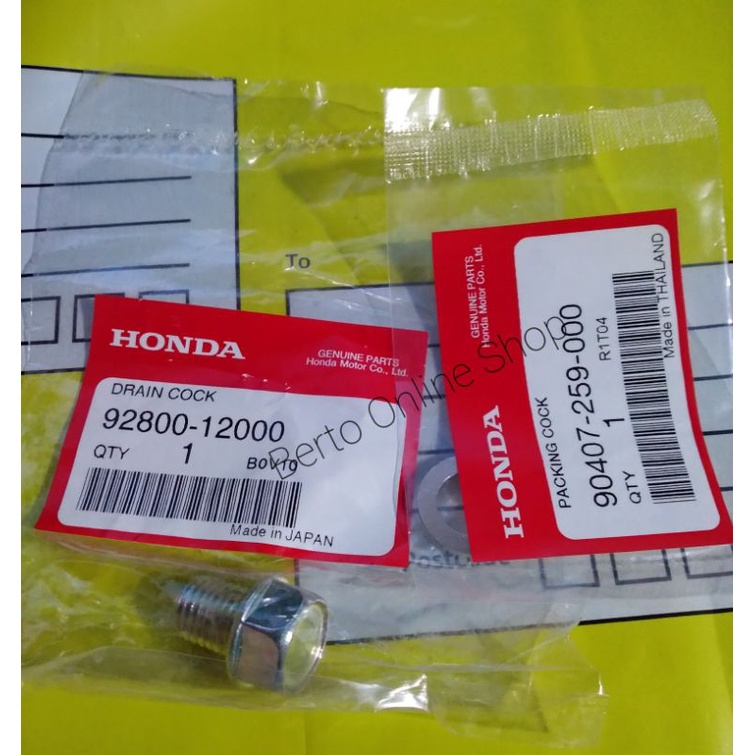 To
HONDA
GENUINE PARTS
Honda Motor Co., Ltd.
DRAIN COCK
92800-12000
QTY 1 B0V10
Made in JAPAN
HONDA
GENUINE PARTS
Honda Motor Co., Ltd.
PACKING COCK
90407-259-000
QTY 1 R1T04
Made in THAILAND
Berto Online Shop